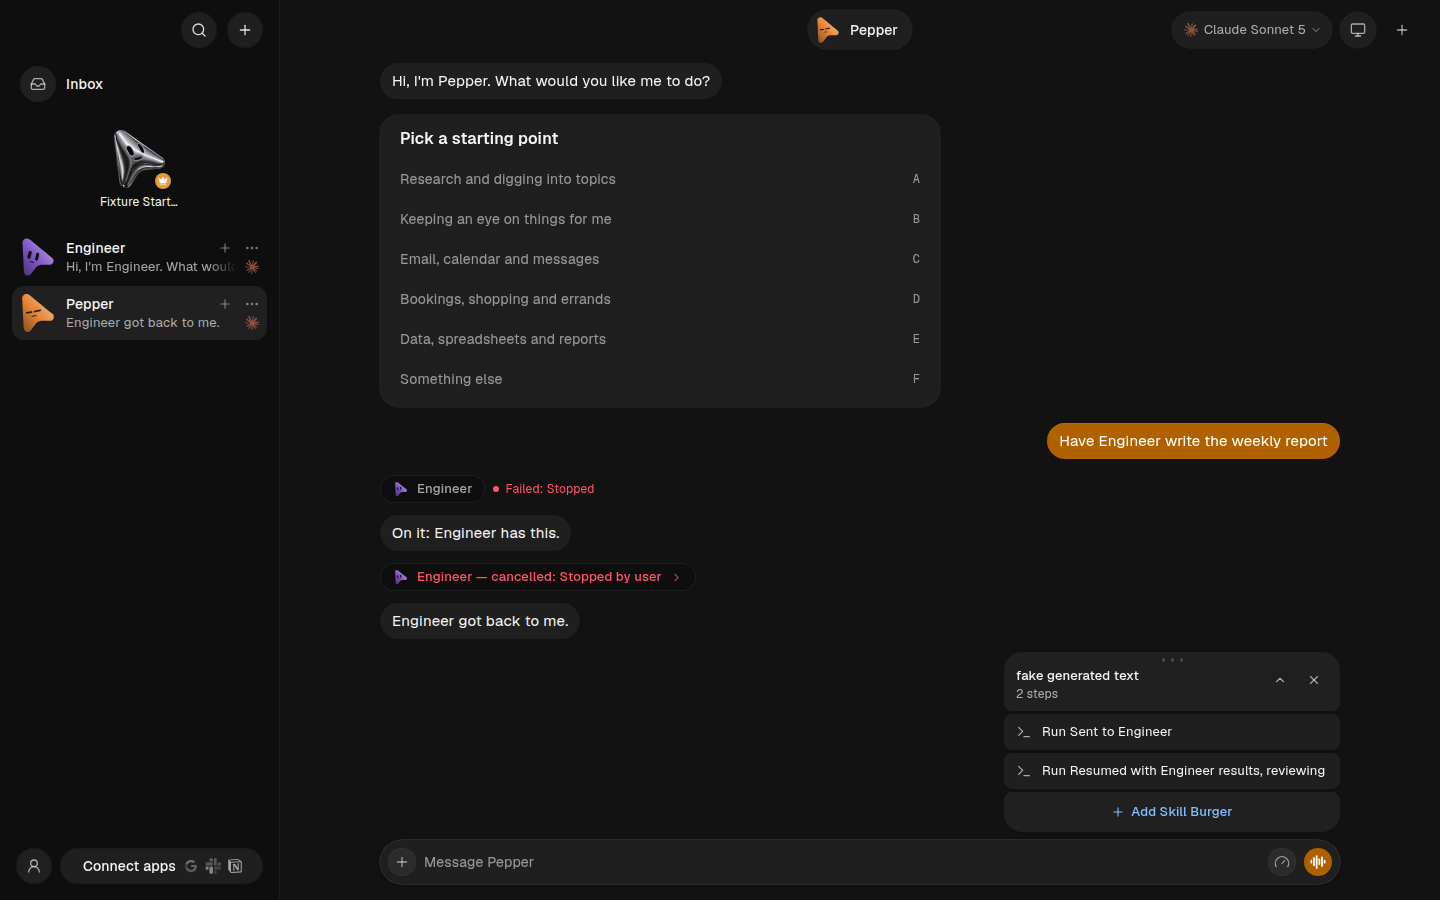 Pepper
Claude Sonnet 5
Inbox
Fixture Start…
Engineer
Hi, I'm Engineer. What woul
Pepper
Engineer got back to me.
Connect apps
Hi, I'm Pepper. What would you like me to do?
Pick a starting point
Research and digging into topics A
Keeping an eye on things for me B
Email, calendar and messages C
Bookings, shopping and errands D
Data, spreadsheets and reports E
Something else F
Have Engineer write the weekly report
Engineer Failed: Stopped
On it: Engineer has this.
Engineer — cancelled: Stopped by user
Engineer got back to me.
fake generated text
2 steps
Run Sent to Engineer
Run Resumed with Engineer results, reviewing
Add Skill Burger
Message Pepper